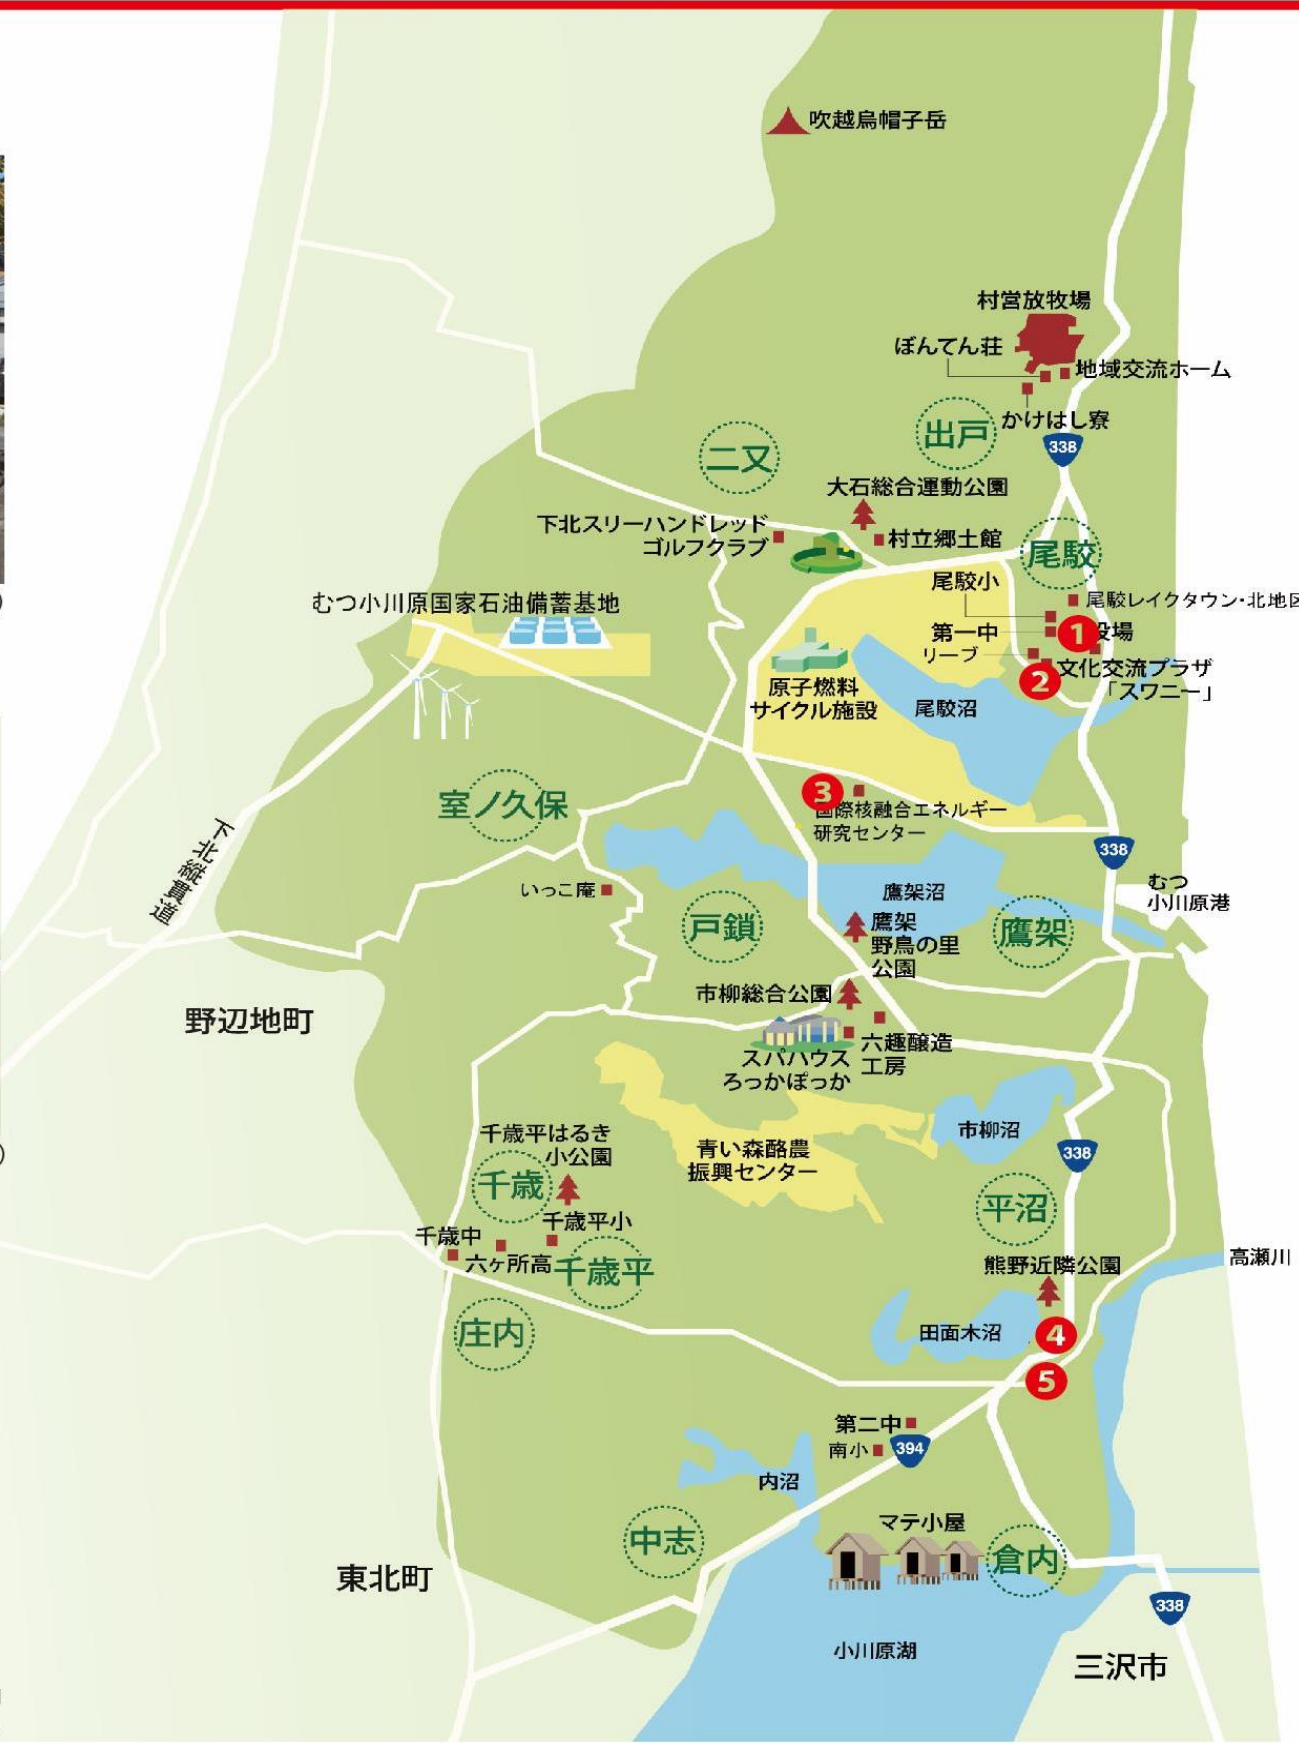 吹越烏帽子岳
村営放牧場
ぼんてん荘
地域交流ホーム
かけはし寮
出戸
338
二又
大石総合運動公園
下北スリーハンドレッド
ゴルフクラブ
村立郷土館
尾駮
尾駮小
尾駮レイクタウン・北地区
むつ小川原国家石油備蓄基地
第一中
1
役場
リーブ
2
文化交流プラザ
「スワニー」
原子燃料
サイクル施設
尾駮沼
3
国際核融合エネルギー
研究センター
室ノ久保
下北縦貫道
338
いっこ庵
鷹架沼
むつ
小川原港
戸鎖
鷹架
野鳥の里
公園
鷹架
市柳総合公園
野辺地町
六趣醸造
工房
スパハウス
ろっかぽっか
市柳沼
千歳平はるき
小公園
青い森酪農
振興センター
338
千歳
平沼
千歳平小
千歳中
六ヶ所高
千歳平
熊野近隣公園
高瀬川
庄内
田面木沼
4
5
第二中
南小
394
内沼
マテ小屋
中志
倉内
東北町
338
小川原湖
三沢市